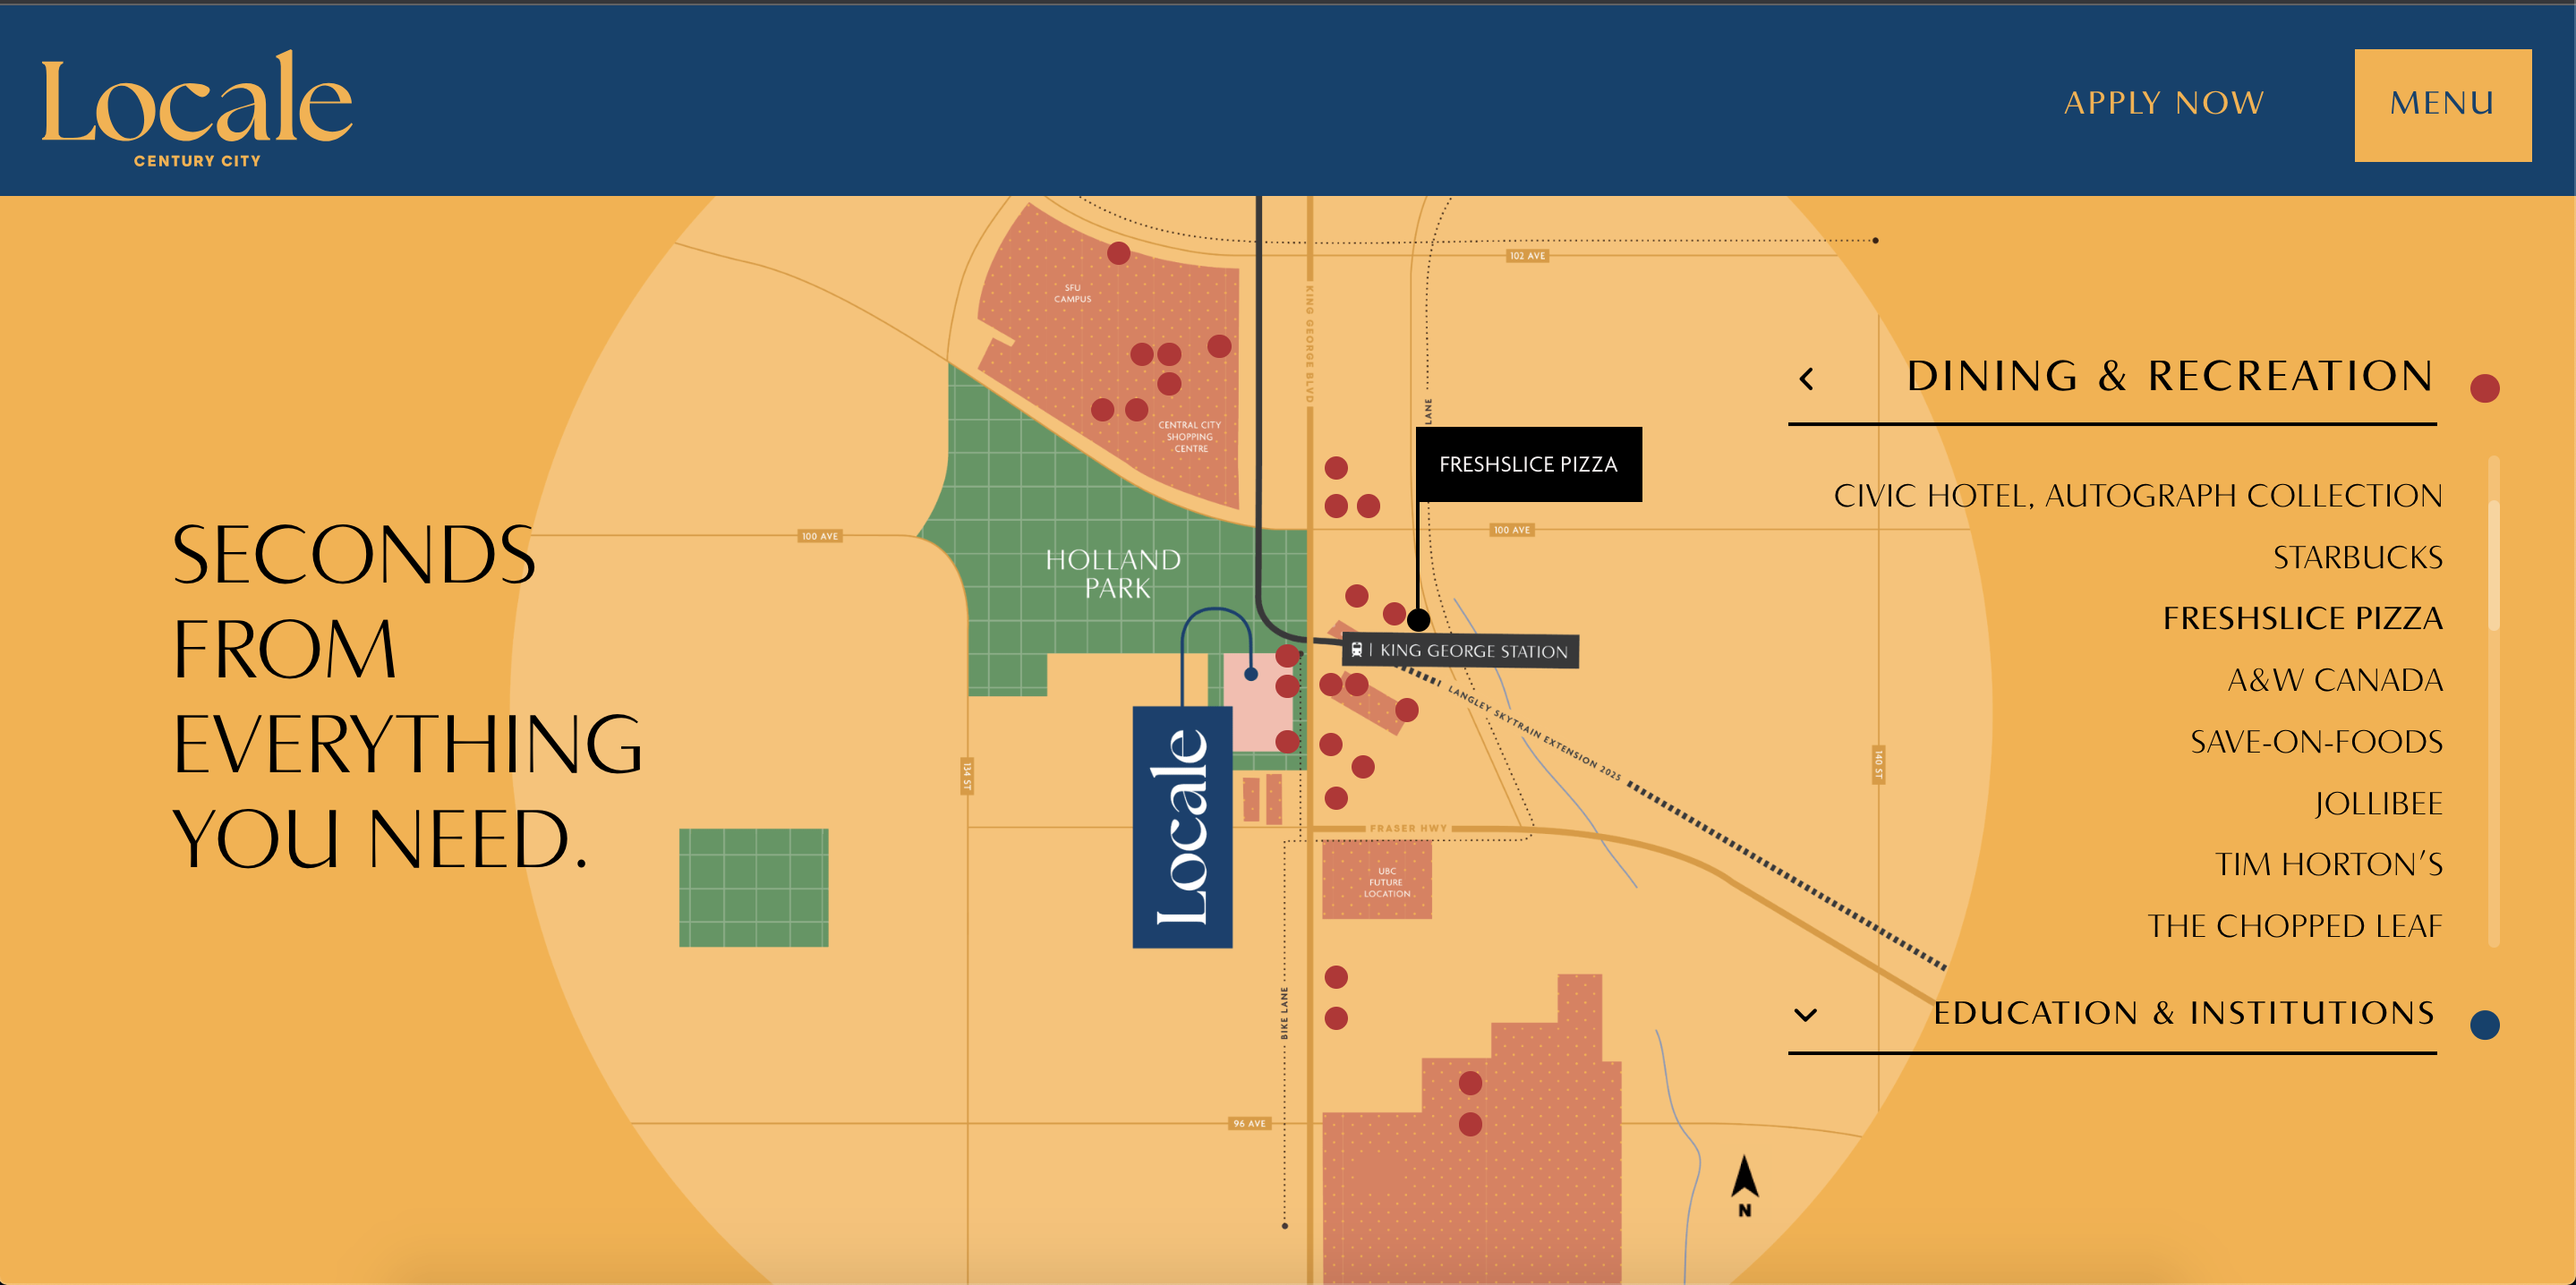 Locale
CENTURY CITY
APPLY NOW
MENU
SECONDS
FROM
EVERYTHING
YOU NEED.
102 AVE
SFU
CAMPUS
KING GEORGE BLVD
CENTRAL CITY
SHOPPING
CENTRE
LANE
FRESHSLICE PIZZA
100 AVE
100 AVE
HOLLAND
PARK
KING GEORGE STATION
LANGLEY SKYTRAIN EXTENSION 2025
Locale
134 ST
140 ST
FRASER HWY
UBC
FUTURE
LOCATION
BIKE LANE
96 AVE
N
DINING & RECREATION
CIVIC HOTEL, AUTOGRAPH COLLECTION
STARBUCKS
FRESHSLICE PIZZA
A&W CANADA
SAVE-ON-FOODS
JOLLIBEE
TIM HORTON'S
THE CHOPPED LEAF
EDUCATION & INSTITUTIONS